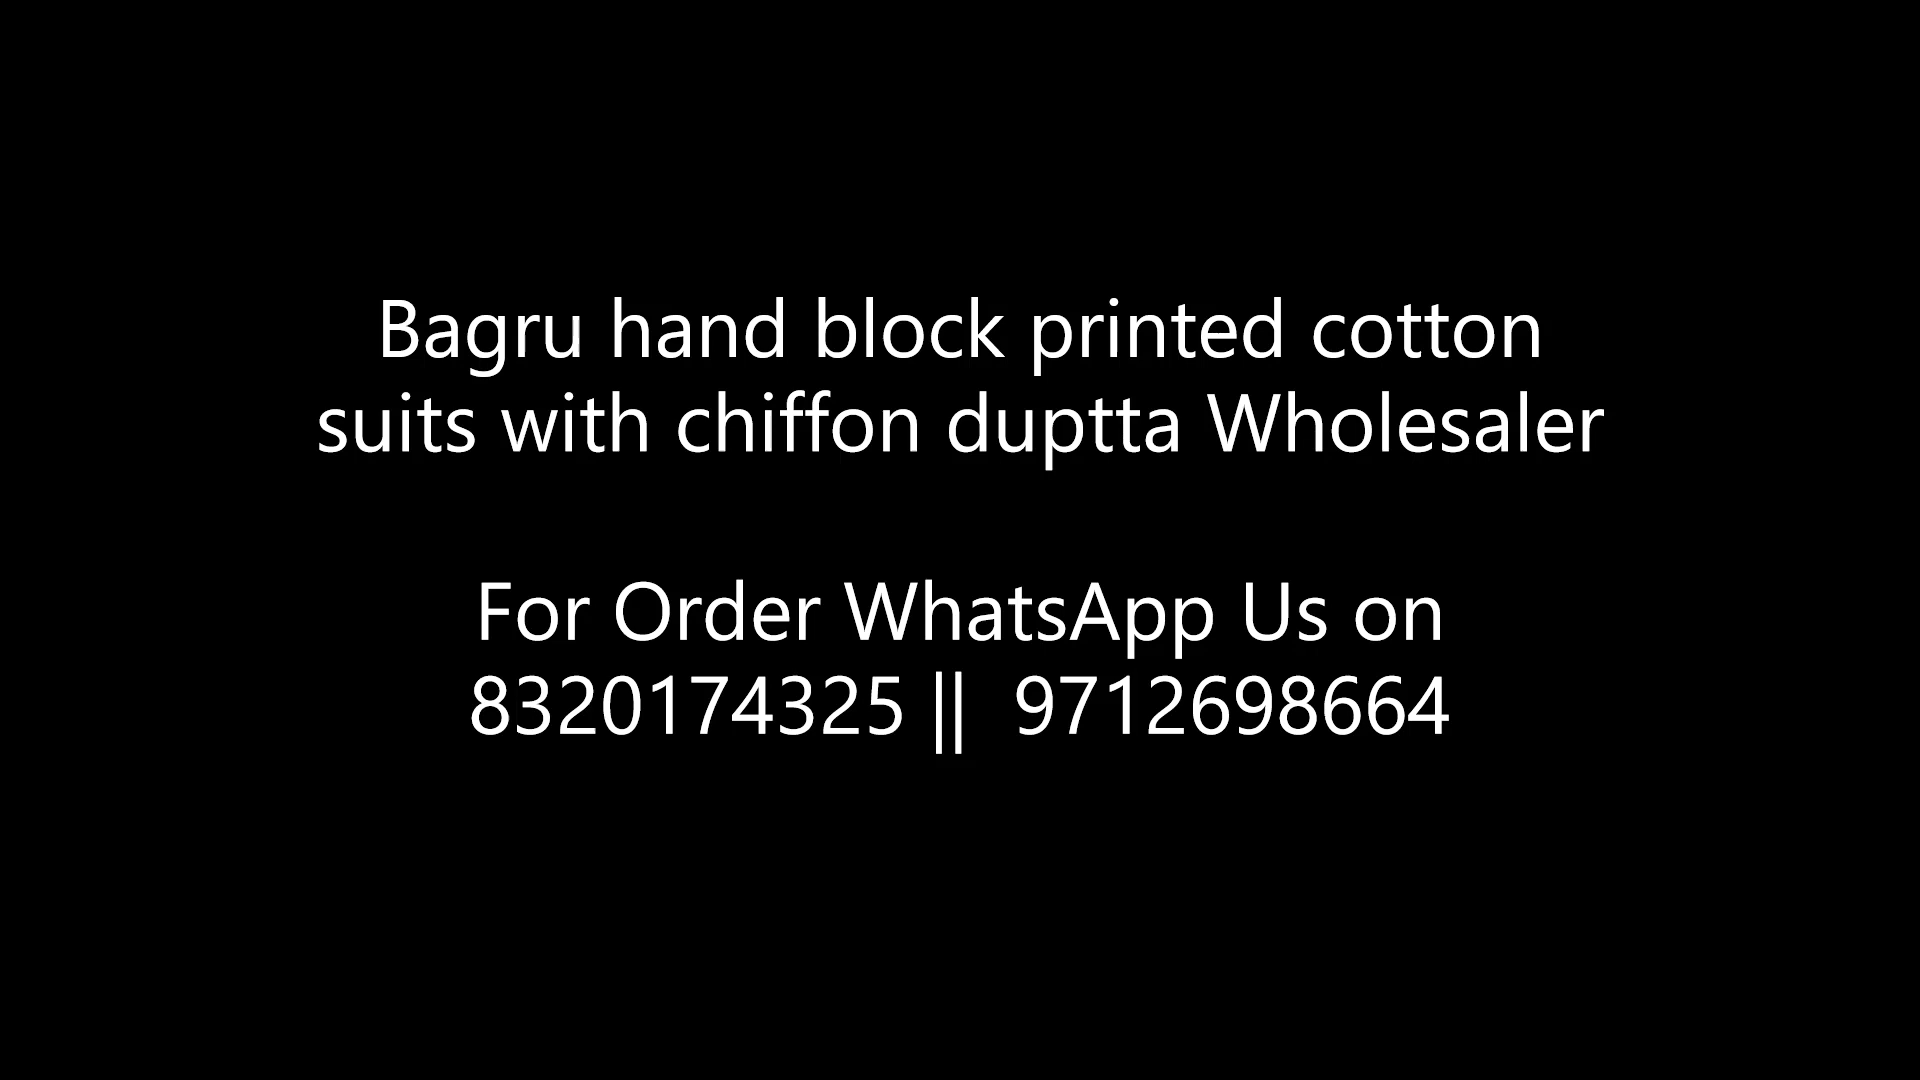 Bagru hand block printed cotton
suits with chiffon duptta Wholesaler
For Order WhatsApp Us on
8320174325 ||  9712698664